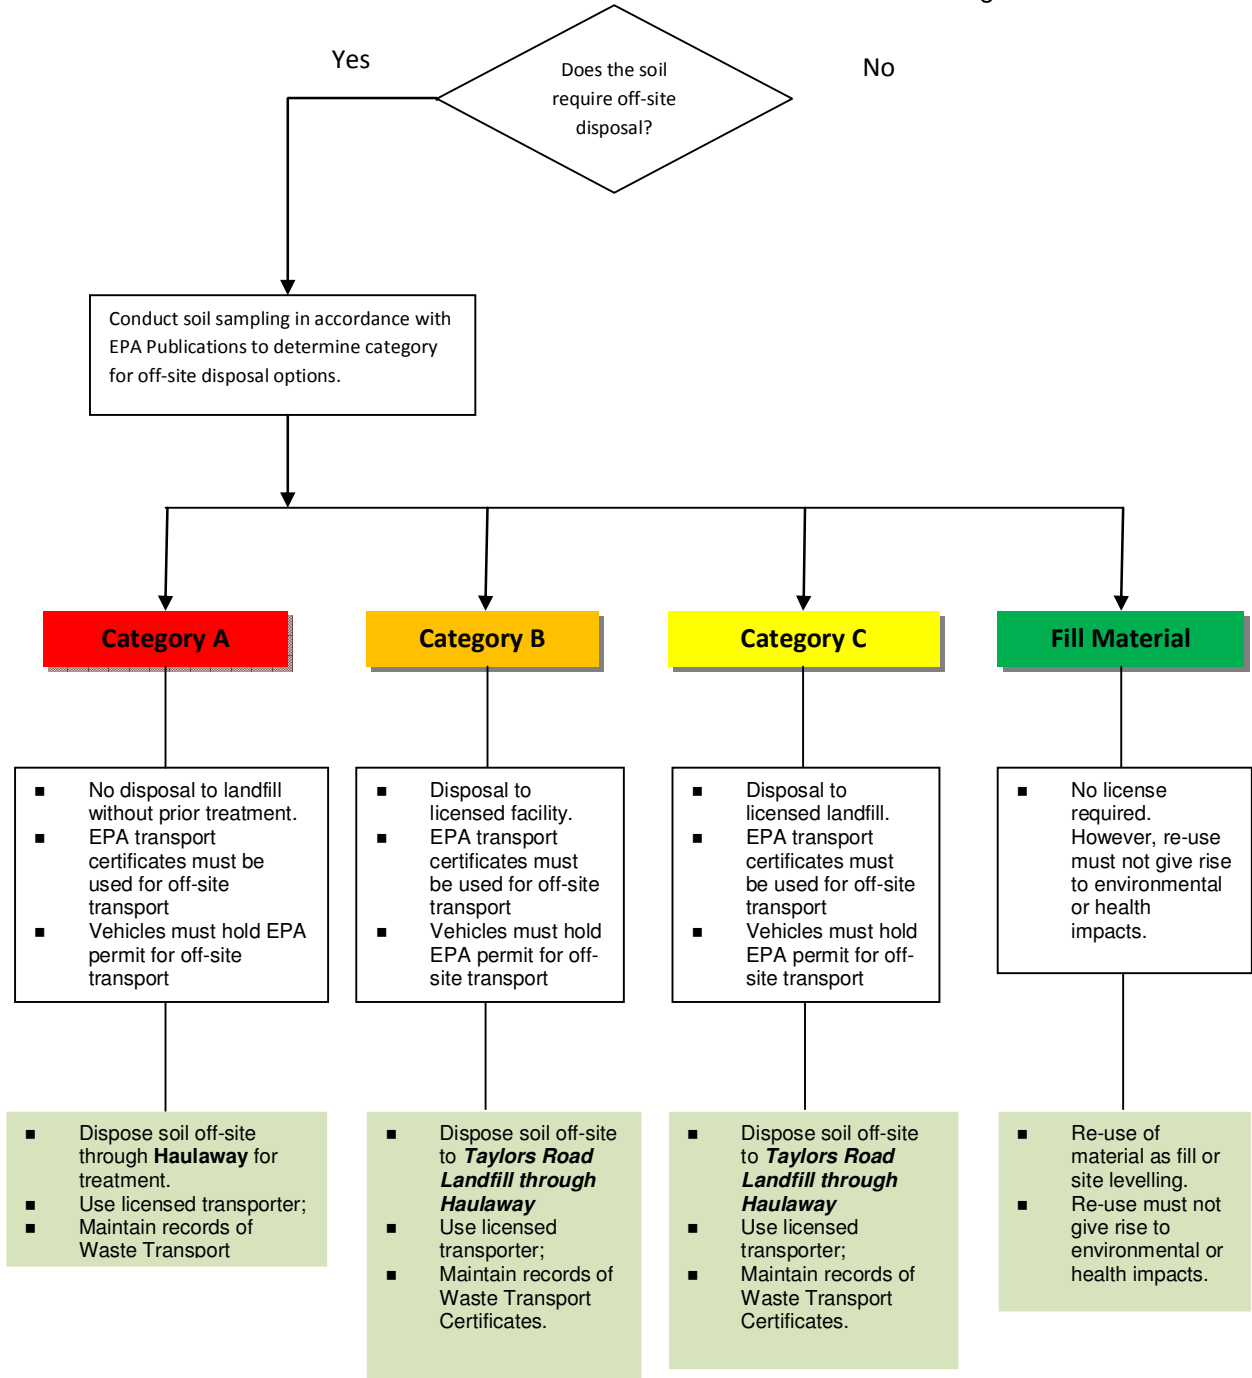 Yes
Does the soil
require off-site
disposal?
No
Conduct soil sampling in accordance with
EPA Publications to determine category
for off-site disposal options.
Category A
Category B
Category C
Fill Material
■ No disposal to landfill
without prior treatment.
■ EPA transport
certificates must be
used for off-site
transport
■ Vehicles must hold EPA
permit for off-site
transport
■ Disposal to
licensed facility.
■ EPA transport
certificates must
be used for off-site
transport
■ Vehicles must hold
EPA permit for off-
site transport
■ Disposal to
licensed landfill.
■ EPA transport
certificates must
be used for off-site
transport
■ Vehicles must hold
EPA permit for off-
site transport
■ No license
required.
However, re-use
must not give rise
to environmental
or health
impacts.
■ Dispose soil off-site
through Haulaway for
treatment.
■ Use licensed transporter;
■ Maintain records of
Waste Transport
■ Dispose soil off-site
to Taylors Road
Landfill through
Haulaway
■ Use licensed
transporter;
■ Maintain records of
Waste Transport
Certificates.
■ Dispose soil off-site
to Taylors Road
Landfill through
Haulaway
■ Use licensed
transporter;
■ Maintain records of
Waste Transport
Certificates.
■ Re-use of
material as fill or
site levelling.
■ Re-use must not
give rise to
environmental or
health impacts.